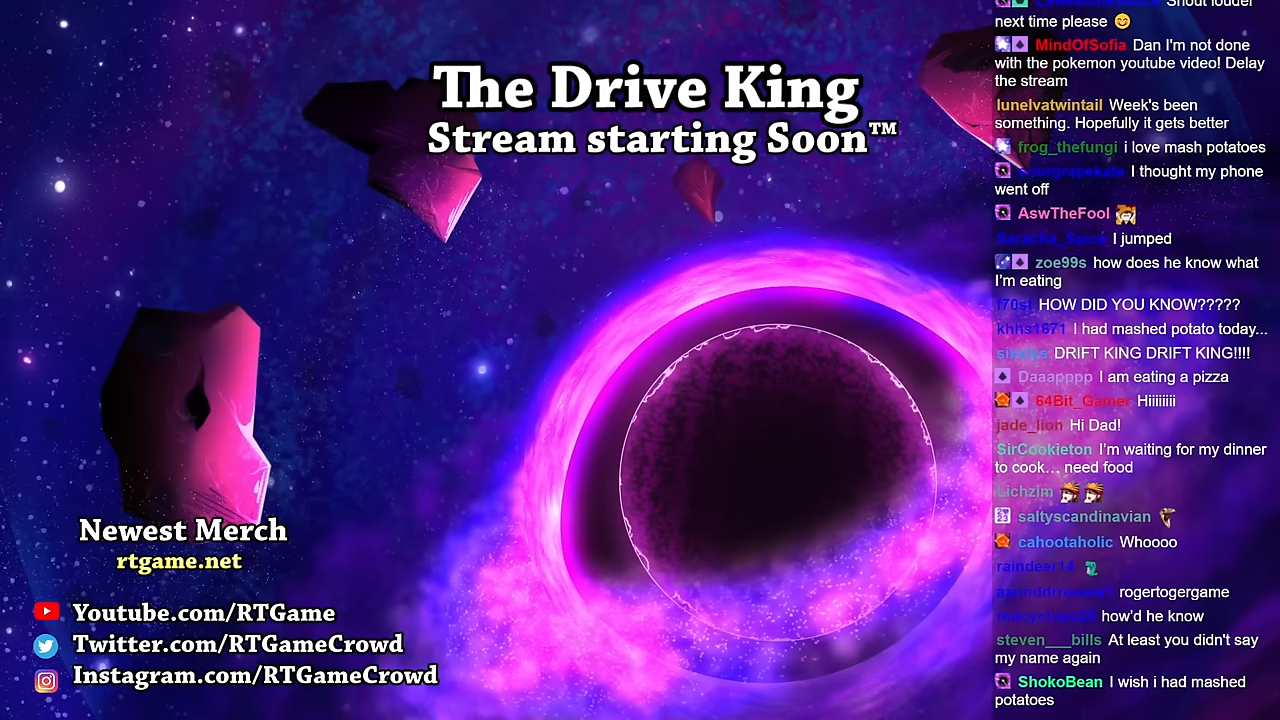 The Drive King
Stream starting Soon™
Newest Merch
rtgame.net
Youtube.com/RTGame
Twitter.com/RTGameCrowd
Instagram.com/RTGameCrowd
Shout louder
next time please
MindOfSofia Dan I'm not done
with the pokemon youtube video! Delay
the stream
lunelvatwintail Week's been
something. Hopefully it gets better
frog_thefungi i love mash potatoes
sourgrapekate I thought my phone
went off
AswTheFool
I jumped
zoe99s how does he know what
I'm eating
f70st HOW DID YOU KNOW?????
khhs1671 I had mashed potato today...
DRIFT KING DRIFT KING!!!!
Daaapppp I am eating a pizza
64Bit_Gamer Hiiiiiii
jade_lion Hi Dad!
SirCookieton I'm waiting for my dinner
to cook... need food
Lichzim
saltyscandinavian
cahootaholic Whoooo
raindeer14
rogertogergame
how'd he know
steven___bills At least you didn't say
my name again
ShokoBean I wish i had mashed
potatoes